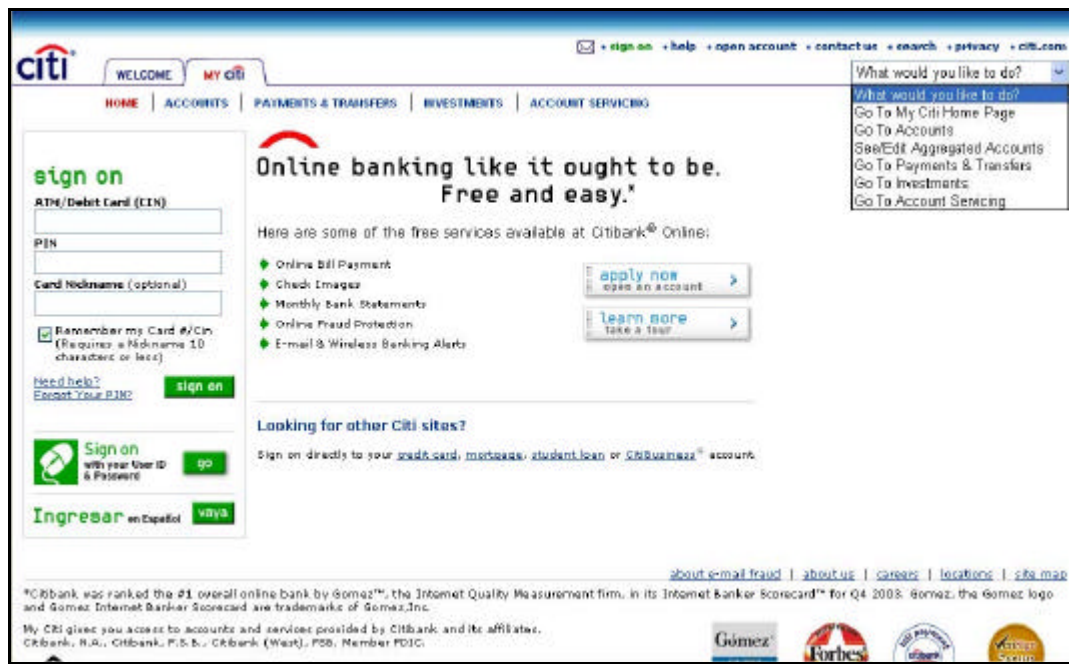 sign on help open account contact us search privacy citi.com
citi WELCOME MY citi
What would you like to do?
HOME ACCOUNTS PAYMENTS & TRANSFERS INVESTMENTS ACCOUNT SERVICING
What would you like to do?
Go To My Citi Home Page
Go To Accounts
See/Edit Aggregated Accounts
Go To Payments & Transfers
Go To Investments
Go To Account Servicing
sign on
ATM/Debit Card (CIN)
PIN
Card Nickname (optional)
Remember my Card #/Cin
(Requires a Nickname 10
characters or less)
Need help?
Forgot Your PIN?
sign on
Sign on
with your User ID
& Password
go
Ingresar en Español vaya
Online banking like it ought to be.
Free and easy.*
Here are some of the free services available at Citibank® Online:
Online Bill Payment
Check Images
Monthly Bank Statements
Online Fraud Protection
E-mail & Wireless Banking Alerts
apply now
open an account
learn more
take a tour
Looking for other Citi sites?
Sign on directly to your credit card, mortgage, student loan or CitiBusiness® account.
about e-mail fraud | about us | careers | locations | site map
*Citibank was ranked the #1 overall online bank by Gomez™, the Internet Quality Measurement firm, in its Internet Banker Scorecard™ for Q4 2003. Gomez, the Gomez logo
and Gomez Internet Banker Scorecard are trademarks of Gomez,Inc.
My Citi gives you access to accounts and services provided by Citibank and its affiliates.
Citibank, N.A., Citibank, F.S.B., Citibank (West), FSB. Member FDIC.
Gómez
Forbes
bill payment
citibank